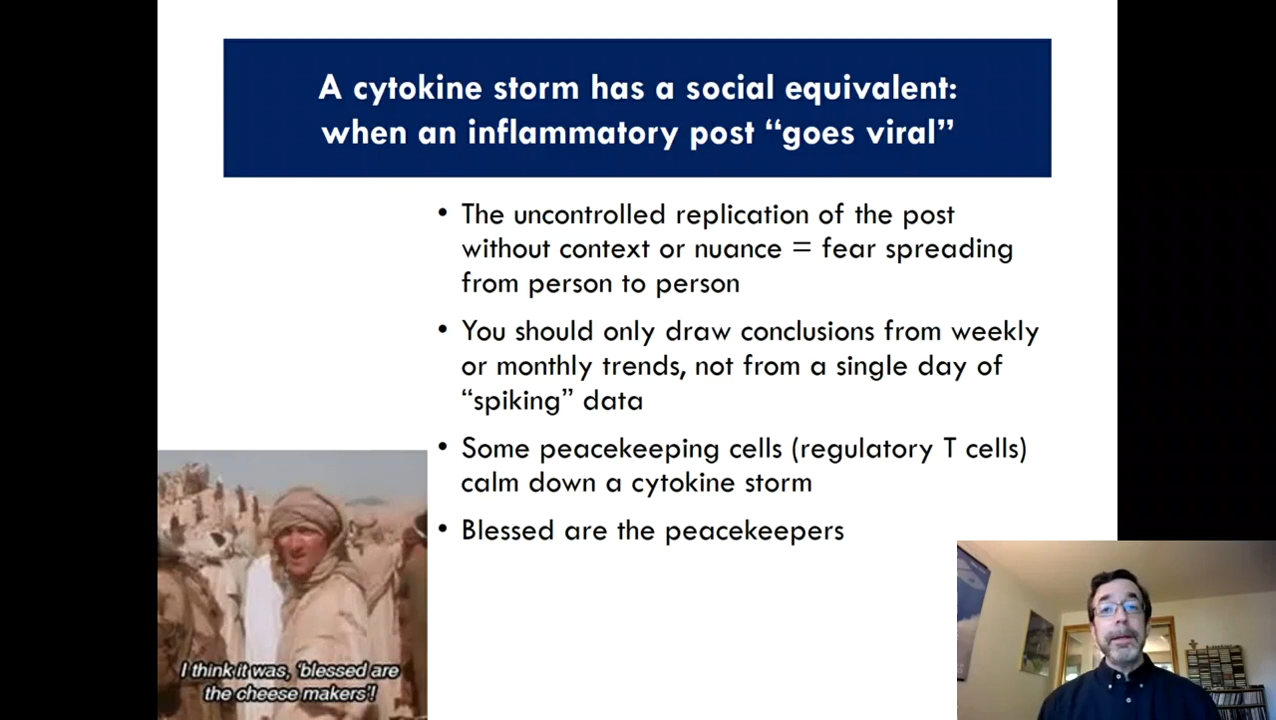 A cytokine storm has a social equivalent:
when an inflammatory post “goes viral”
• The uncontrolled replication of the post
without context or nuance = fear spreading
from person to person
• You should only draw conclusions from weekly
or monthly trends, not from a single day of
“spiking” data
• Some peacekeeping cells (regulatory T cells)
calm down a cytokine storm
• Blessed are the peacekeepers
I think it was, 'blessed are
the cheese makers'!